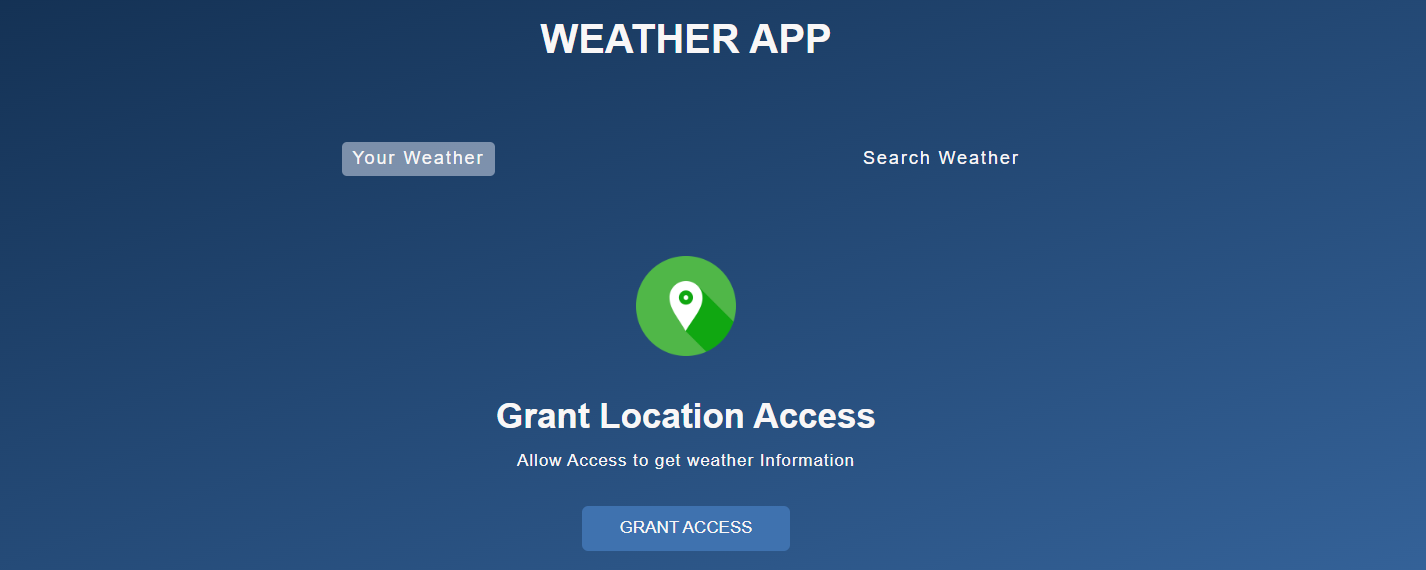 WEATHER APP
Your Weather
Search Weather
Grant Location Access
Allow Access to get weather Information
GRANT ACCESS